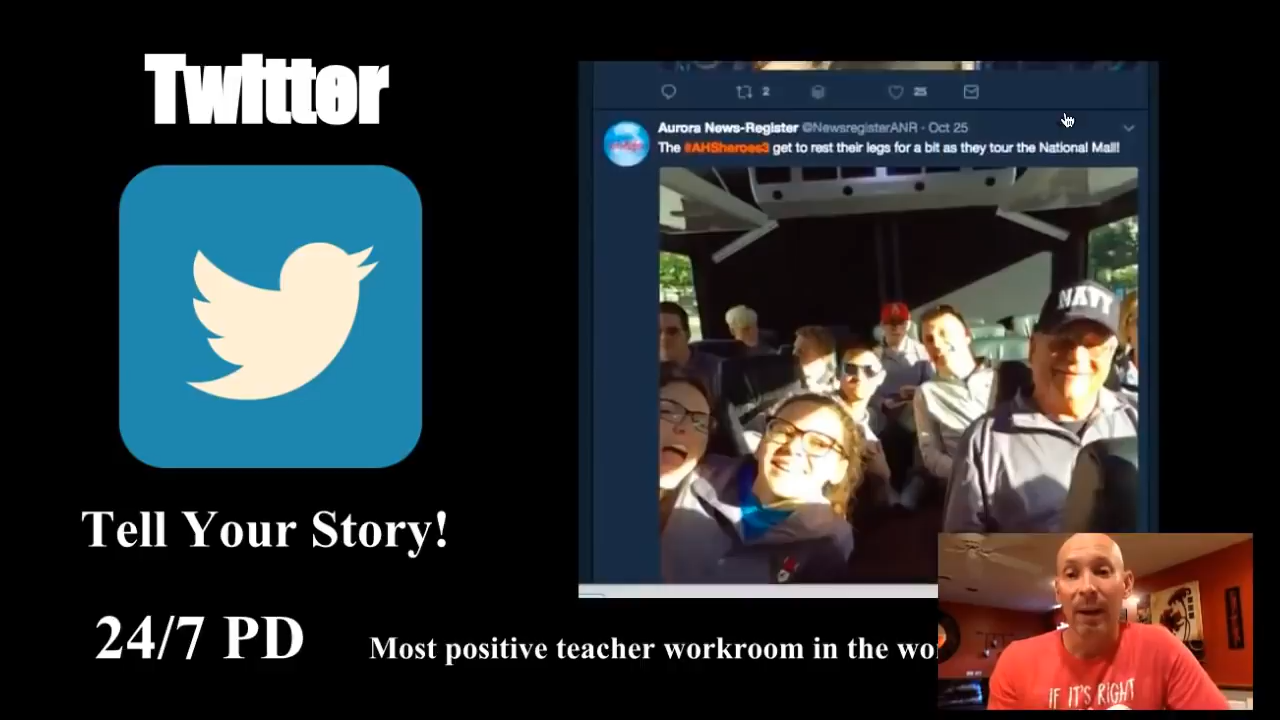 Twitter
2 25
Aurora News-Register @NewsregisterANR · Oct 25
The #AHSheroes3 get to rest their legs for a bit as they tour the National Mall!
NAVY
Tell Your Story!
24/7 PD
Most positive teacher workroom in the wo
IF IT'S RIGHT